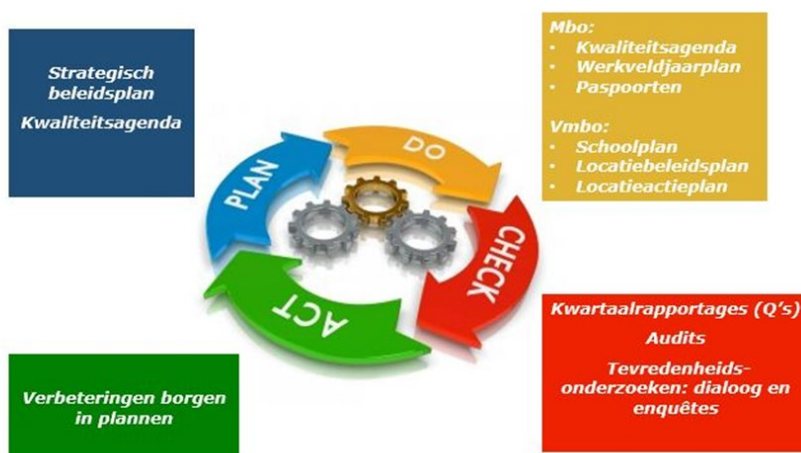 Strategisch
beleidsplan
Kwaliteitsagenda
Mbo:
• Kwaliteitsagenda
• Werkveldjaarplan
• Paspoorten
Vmbo:
• Schoolplan
• Locatiebeleidsplan
• Locatieactieplan
PLAN
DO
CHECK
ACT
Verbeteringen borgen
in plannen
Kwartaalrapportages (Q's)
Audits
Tevredenheids-
onderzoeken: dialoog en
enquêtes